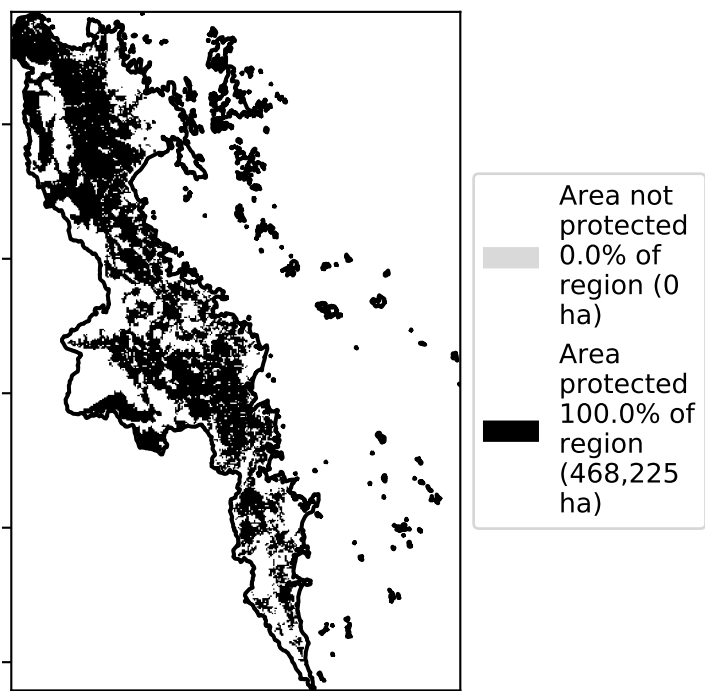 Area not
protected
0.0% of
region (0
ha)
Area
protected
100.0% of
region
(468,225
ha)